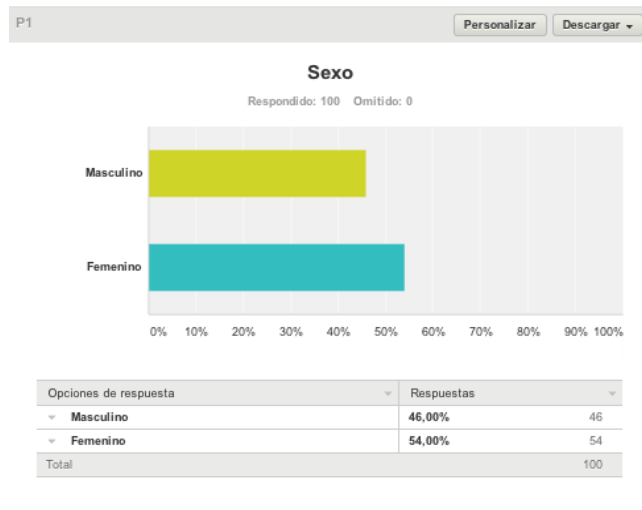 P1 Personalizar Descargar
Sexo
Respondido: 100 Omitido: 0
Masculino
Femenino
0% 10% 20% 30% 40% 50% 60% 70% 80% 90% 100%
Opciones de respuesta Respuestas
Masculino 46,00% 46
Femenino 54,00% 54
Total 100